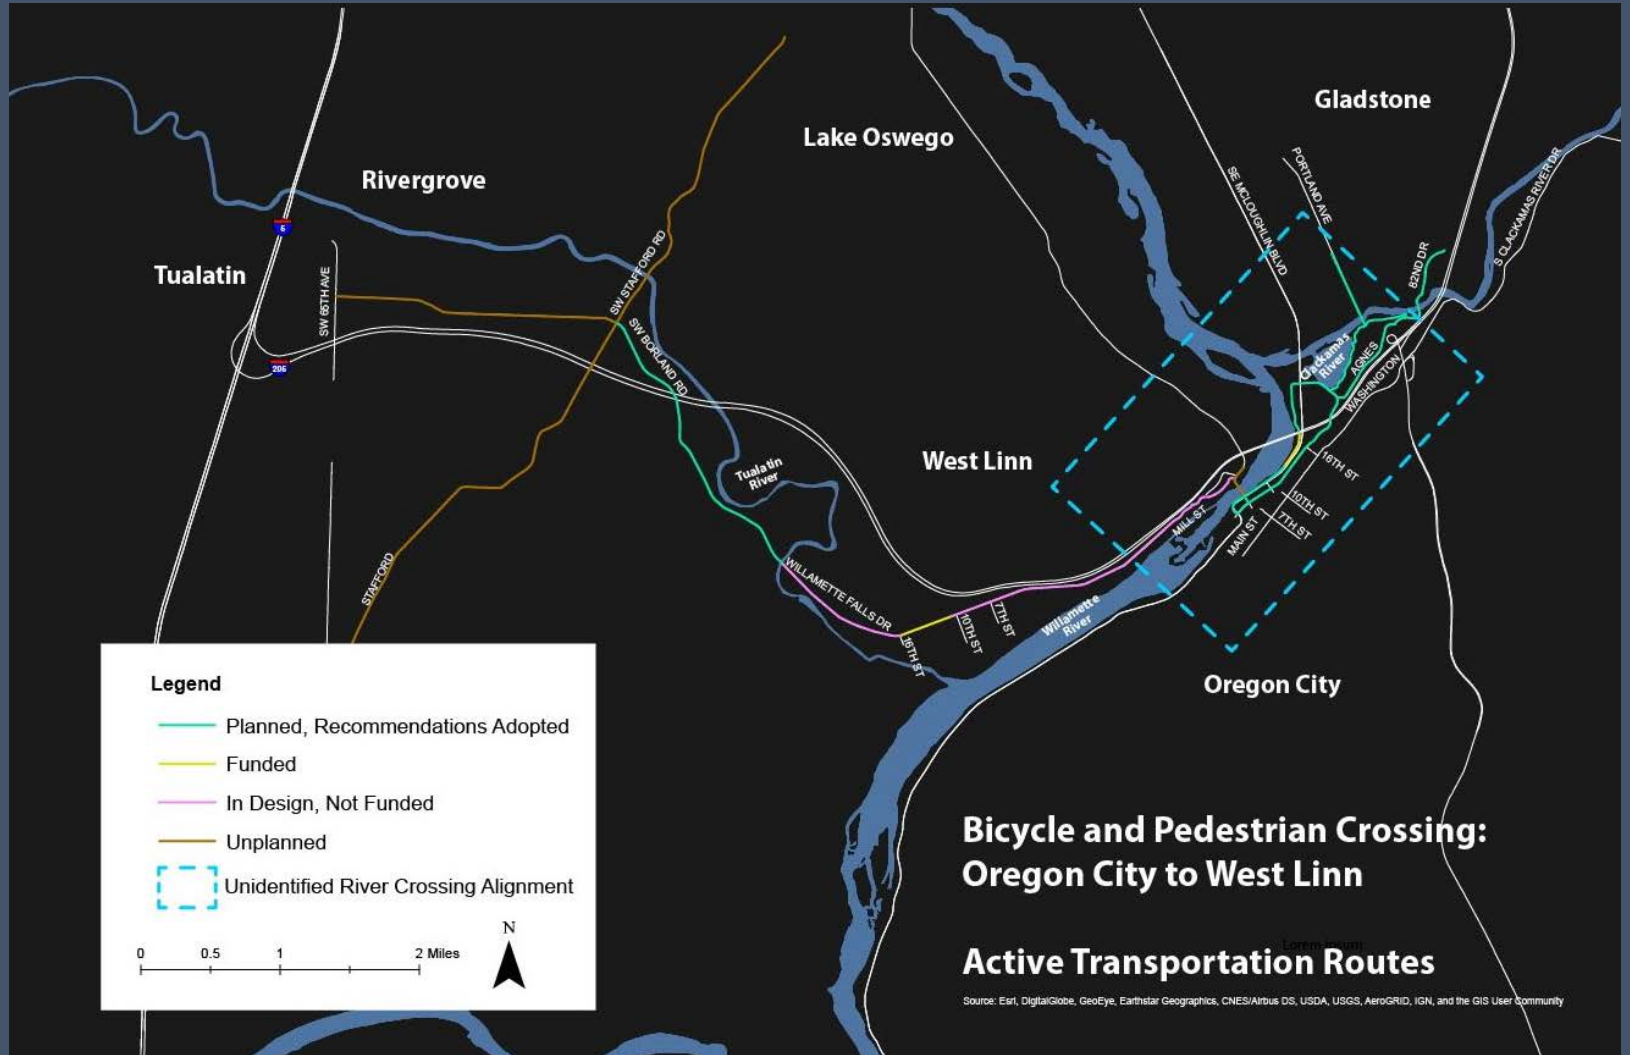 Gladstone
Lake Oswego
Rivergrove
Tualatin
West Linn
Oregon City
5
205
SW 65TH AVE
SW STAFFORD RD
SW BORLAND RD
STAFFORD
Tualatin
River
WILLAMETTE FALLS DR
16TH ST
10TH ST
7TH ST
Willamette
River
MILL ST
MAIN ST
7TH ST
10TH ST
16TH ST
WASHINGTON
AGNES
Clackamas
River
82ND DR
PORTLAND AVE
SE MCLOUGHLIN BLVD
S CLACKAMAS RIVER DR
Legend
Planned, Recommendations Adopted
Funded
In Design, Not Funded
Unplanned
Unidentified River Crossing Alignment
N
0 0.5 1 2 Miles
Bicycle and Pedestrian Crossing:
Oregon City to West Linn
Lorem ipsum
Active Transportation Routes
Source: Esri, DigitalGlobe, GeoEye, Earthstar Geographics, CNES/Airbus DS, USDA, USGS, AeroGRID, IGN, and the GIS User Community